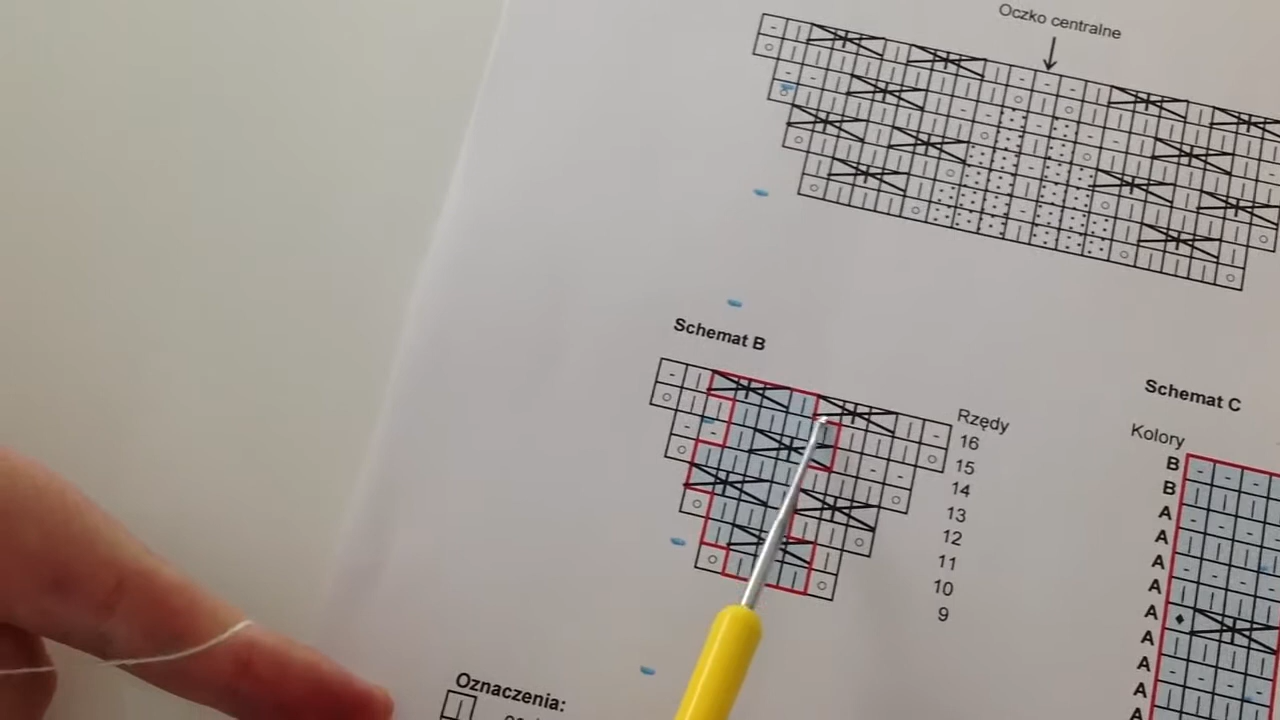 Oczko centralne
Schemat B
Rzędy
16
15
14
13
12
11
10
9
Schemat C
Kolory
B
B
A
A
A
A
A
A
A
A
A
Oznaczenia: